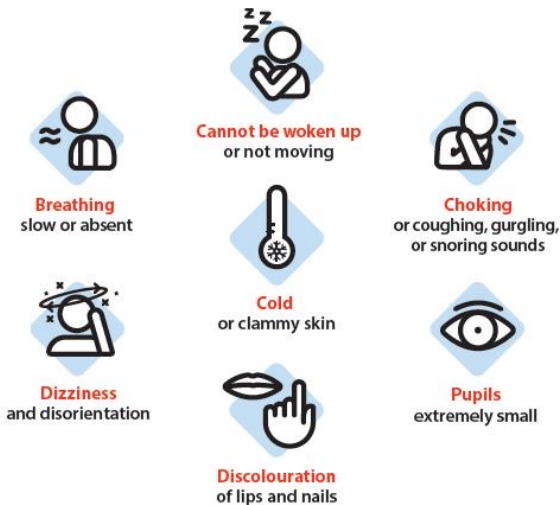 z z
Z Z
Cannot be woken up
or not moving
Breathing
slow or absent
Choking
or coughing, gurgling,
or snoring sounds
Cold
or clammy skin
Dizziness
and disorientation
Pupils
extremely small
Discolouration
of lips and nails